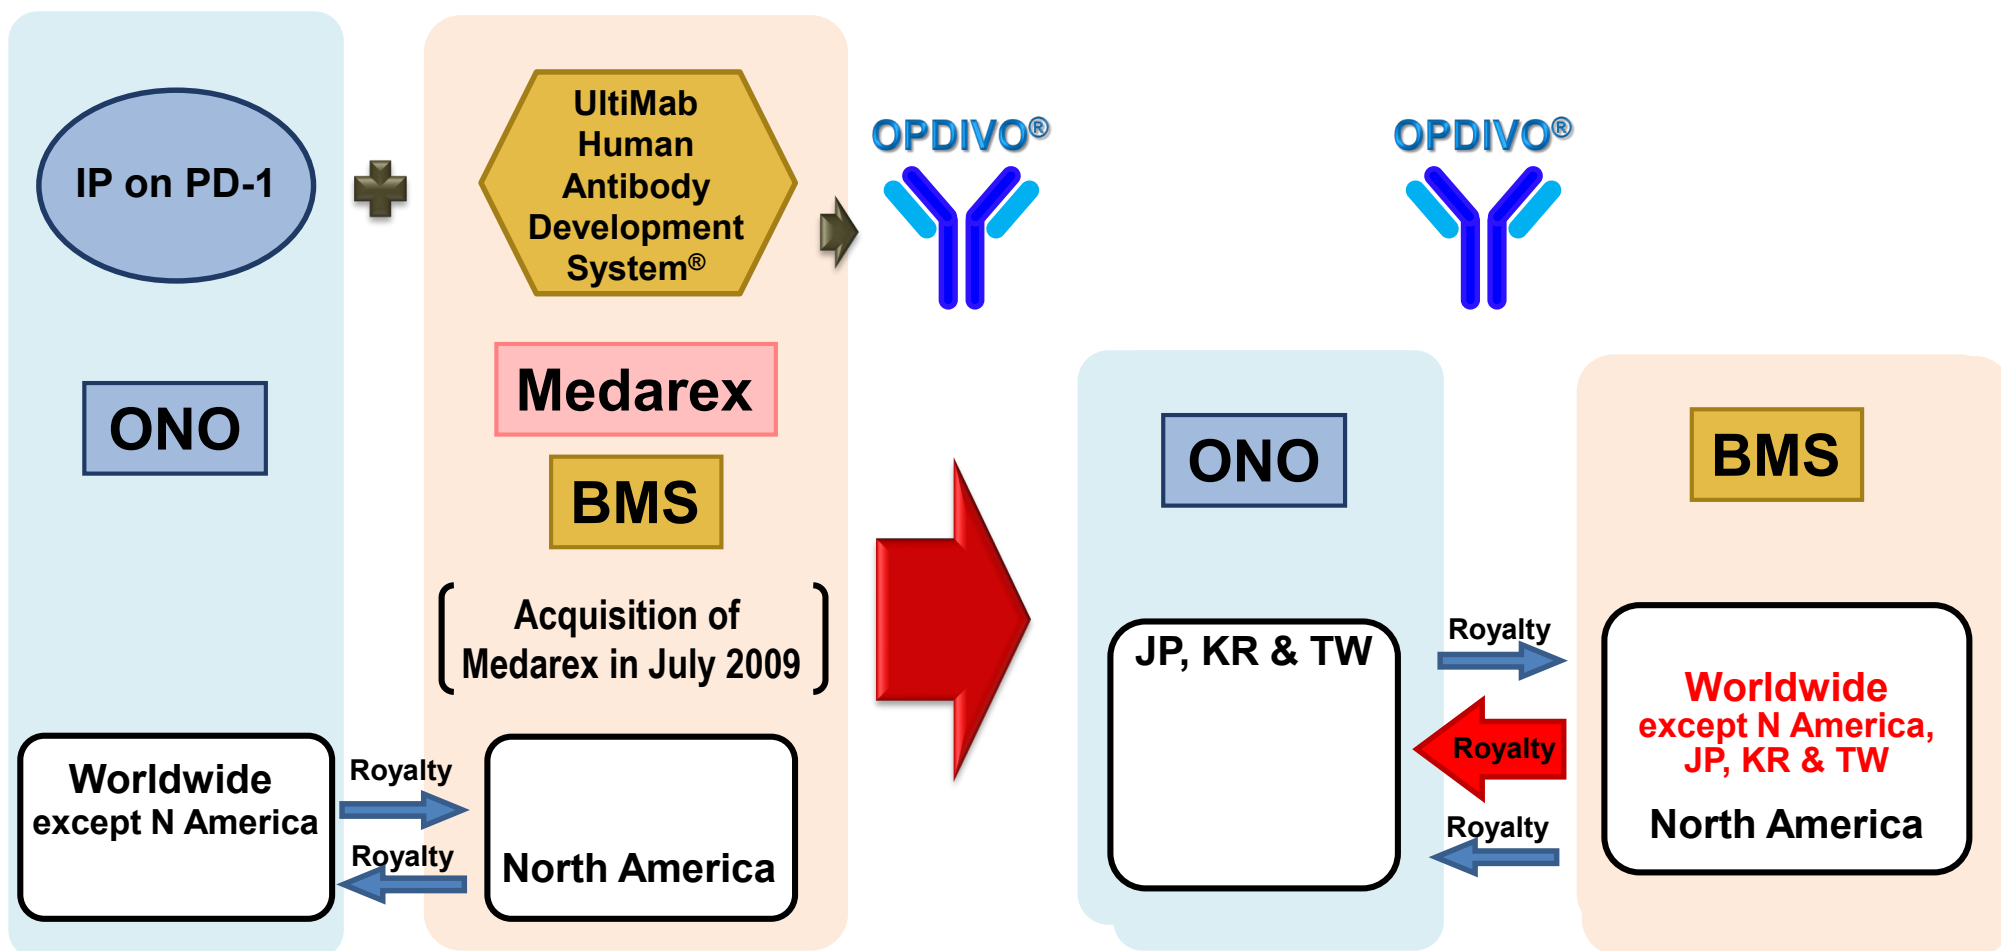 IP on PD-1
UltiMab
Human
Antibody
Development
System®
OPDIVO®
OPDIVO®
ONO
Medarex
BMS
Acquisition of
Medarex in July 2009
Worldwide
except N America
Royalty
Royalty
North America
ONO
BMS
JP, KR & TW
Royalty
Royalty
Royalty
Worldwide
except N America,
JP, KR & TW
North America